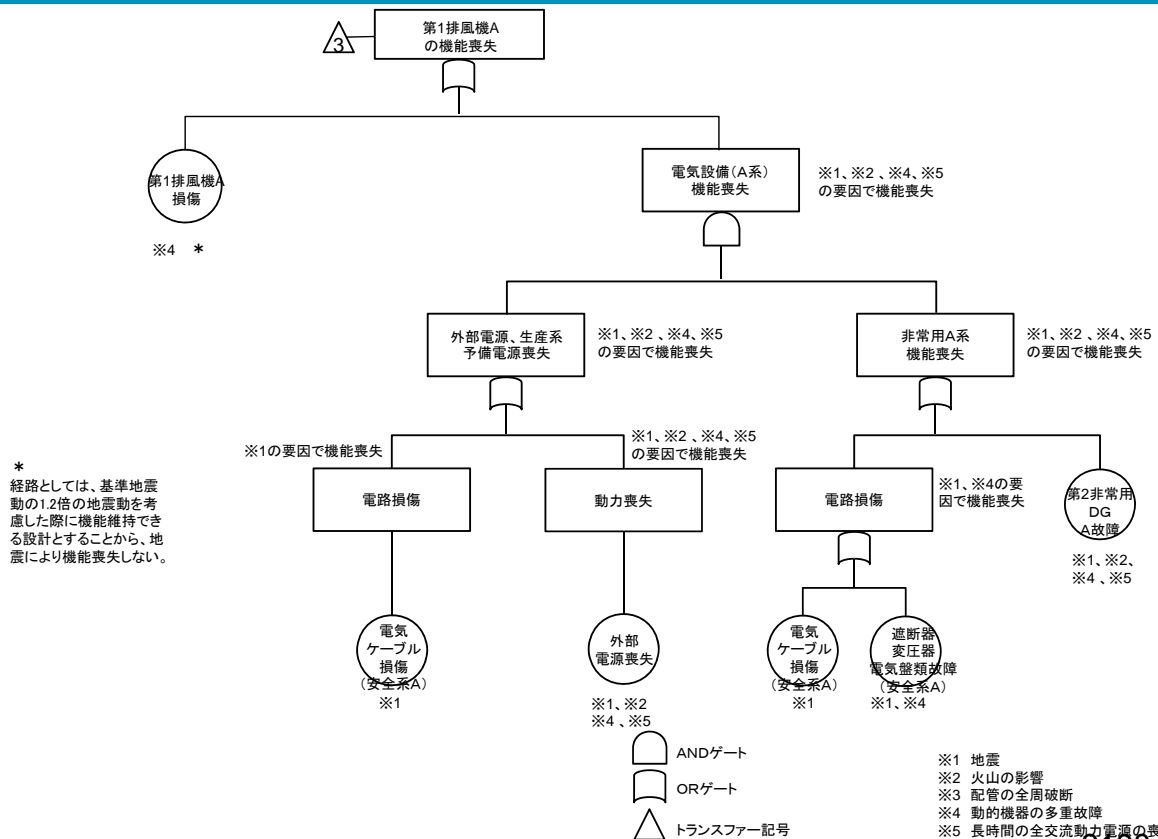 第1排風機A
の機能喪失
3
第1排風機A
損傷
※4 *
電気設備(A系)
機能喪失
※1、※2 、※4、※5
の要因で機能喪失
外部電源、生産系
予備電源喪失
※1、※2 、※4、※5
の要因で機能喪失
非常用A系
機能喪失
※1、※2 、※4、※5
の要因で機能喪失
※1の要因で機能喪失
電路損傷
※1、※2 、※4、※5
の要因で機能喪失
動力喪失
電路損傷
※1、※4の要
因で機能喪失
第2非常用
DG
A故障
※1、※2、
※4 、※5
*
経路としては、基準地震
動の1.2倍の地震動を考
慮した際に機能維持でき
る設計とすることから、地
震により機能喪失しない。
電気
ケーブル
損傷
(安全系A)
※1
外部
電源喪失
※1、※2
※4 、※5
電気
ケーブル
損傷
(安全系A)
※1
遮断器
変圧器
電気盤類故障
(安全系A)
※1、※4
ANDゲート
ORゲート
トランスファー記号
※1 地震
※2 火山の影響
※3 配管の全周破断
※4 動的機器の多重故障
※5 長時間の全交流動力電源の喪